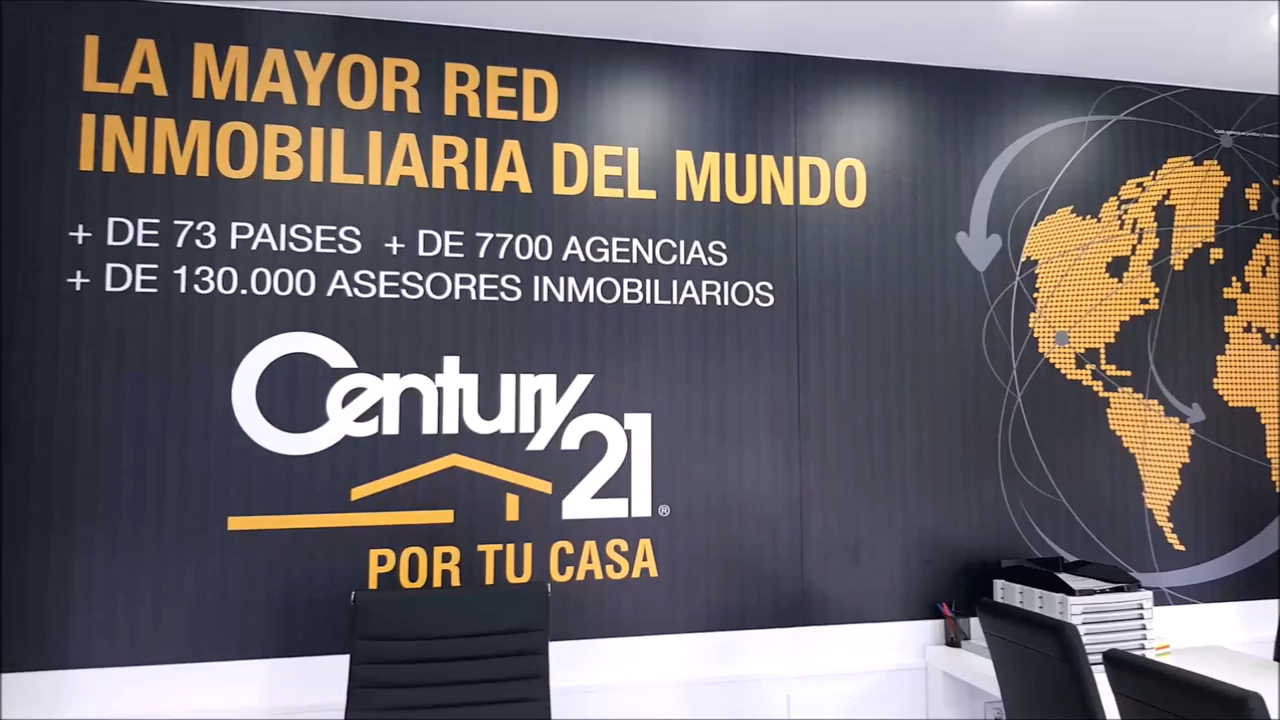 LA MAYOR RED
INMOBILIARIA DEL MUNDO
+ DE 73 PAISES + DE 7700 AGENCIAS
+ DE 130.000 ASESORES INMOBILIARIOS
Century
21®
POR TU CASA